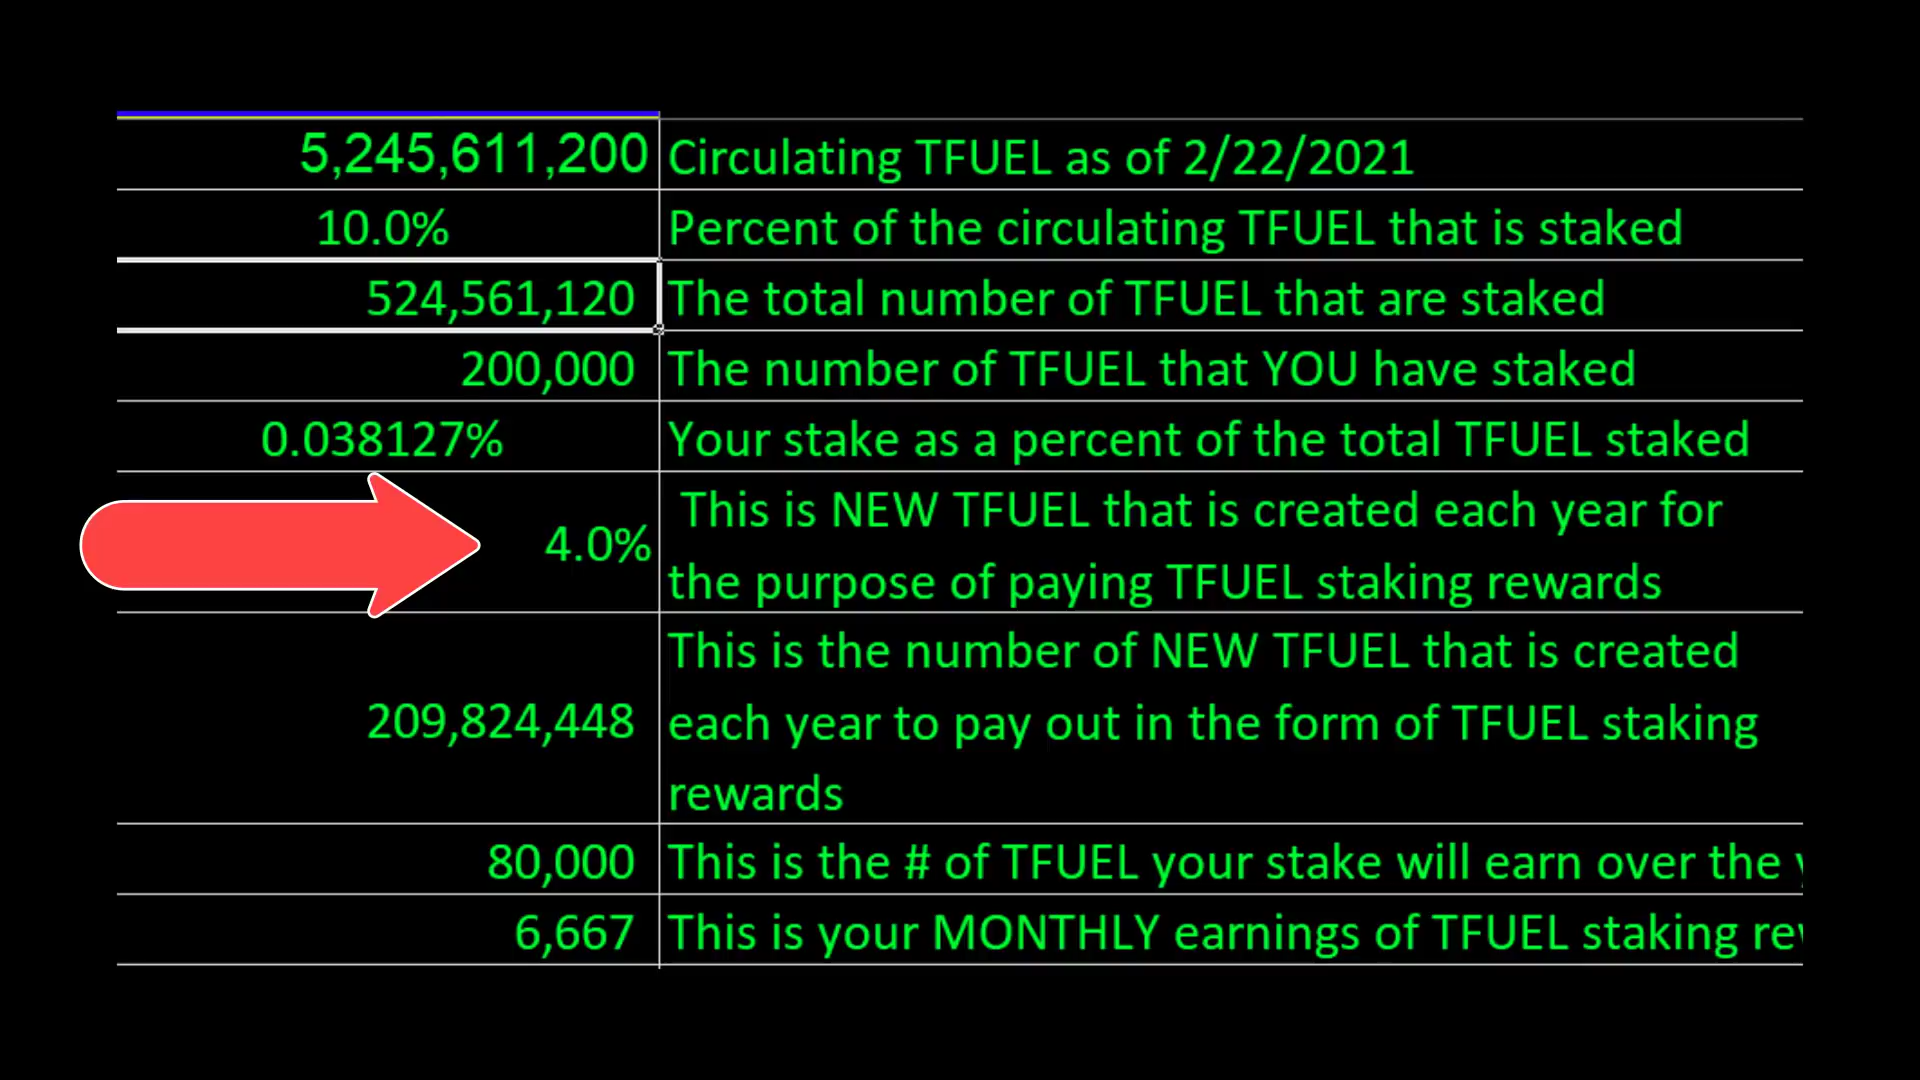 5,245,611,200 Circulating TFUEL as of 2/22/2021
10.0% Percent of the circulating TFUEL that is staked
524,561,120 The total number of TFUEL that are staked
200,000 The number of TFUEL that YOU have staked
0.038127% Your stake as a percent of the total TFUEL staked
4.0% This is NEW TFUEL that is created each year for
the purpose of paying TFUEL staking rewards
This is the number of NEW TFUEL that is created
209,824,448 each year to pay out in the form of TFUEL staking
rewards
80,000 This is the # of TFUEL your stake will earn over the
6,667 This is your MONTHLY earnings of TFUEL staking